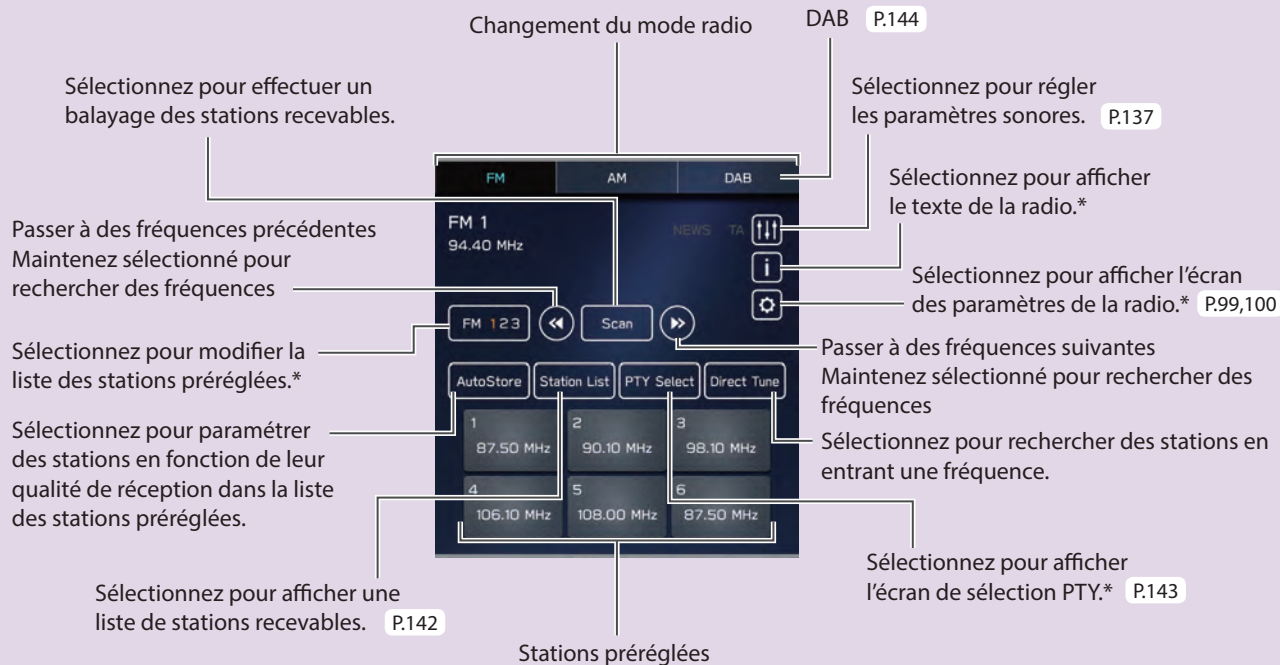 Changement du mode radio
DAB P.144
Sélectionnez pour effectuer un
balayage des stations recevables.
Sélectionnez pour régler
les paramètres sonores. P.137
Sélectionnez pour afficher
le texte de la radio.*
Sélectionnez pour afficher l'écran
des paramètres de la radio.* P.99,100
Passer à des fréquences précédentes
Maintenez sélectionné pour
rechercher des fréquences
Sélectionnez pour modifier la
liste des stations préréglées.*
Sélectionnez pour paramétrer
des stations en fonction de leur
qualité de réception dans la liste
des stations préréglées.
FM AM DAB
FM 1
94.40 MHz
NEWS TA
i
FM 123 Scan
AutoStore Station List PTY Select Direct Tune
1 2 3
87.50 MHz 90.10 MHz 98.10 MHz
4 5 6
106.10 MHz 108.00 MHz 87.50 MHz
Passer à des fréquences suivantes
Maintenez sélectionné pour rechercher des
fréquences
Sélectionnez pour rechercher des stations en
entrant une fréquence.
Sélectionnez pour afficher une
liste de stations recevables. P.142
Sélectionnez pour afficher
l'écran de sélection PTY.* P.143
Stations préréglées